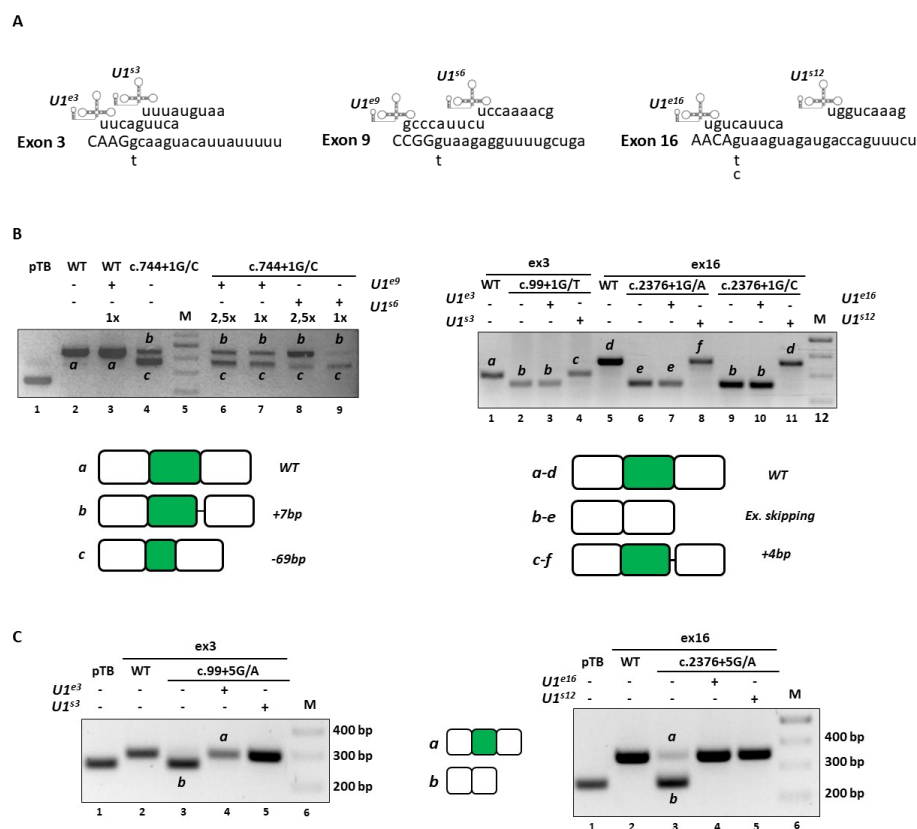 A
U1s3
U1e3
uuuauguaa
uucaguuca
Exon 3 CAAGgcaaguacauuauuuuu
t
U1s6
U1e9
uccaaaacg
gcccauucu
Exon 9 CCGGguaagagguuuugcuga
t
U1s12
U1e16
uggucaaag
ugucauuca
Exon 16 AACAguaaguagaugaccaguuucu
t
c
B
pTB WT WT c.744+1G/C c.744+1G/C
- - + - + + - - U1e9
- - - - - - + + U1s6
1x M 2,5x 1x 2,5x 1x
b b b
a a c c c c
1 2 3 4 5 6 7 8 9
a WT
b +7bp
c -69bp
ex3 ex16
WT c.99+1G/T WT c.2376+1G/A c.2376+1G/C
U1e3 - - + - - - + - - + - U1e16
U1s3 - - - + - - - + - - + U1s12 M
a b b c d e e f b b d
1 2 3 4 5 6 7 8 9 10 11 12
a-d WT
b-e Ex. skipping
c-f +4bp
C
ex3
pTB WT c.99+5G/A
U1e3 - - - + -
U1s3 - - - - + M
a
b
400 bp
300 bp
200 bp
1 2 3 4 5 6
a
b
ex16
pTB WT c.2376+5G/A
U1e16 - - - + -
U1s12 - - - - + M
a
b
400 bp
300 bp
200 bp
1 2 3 4 5 6